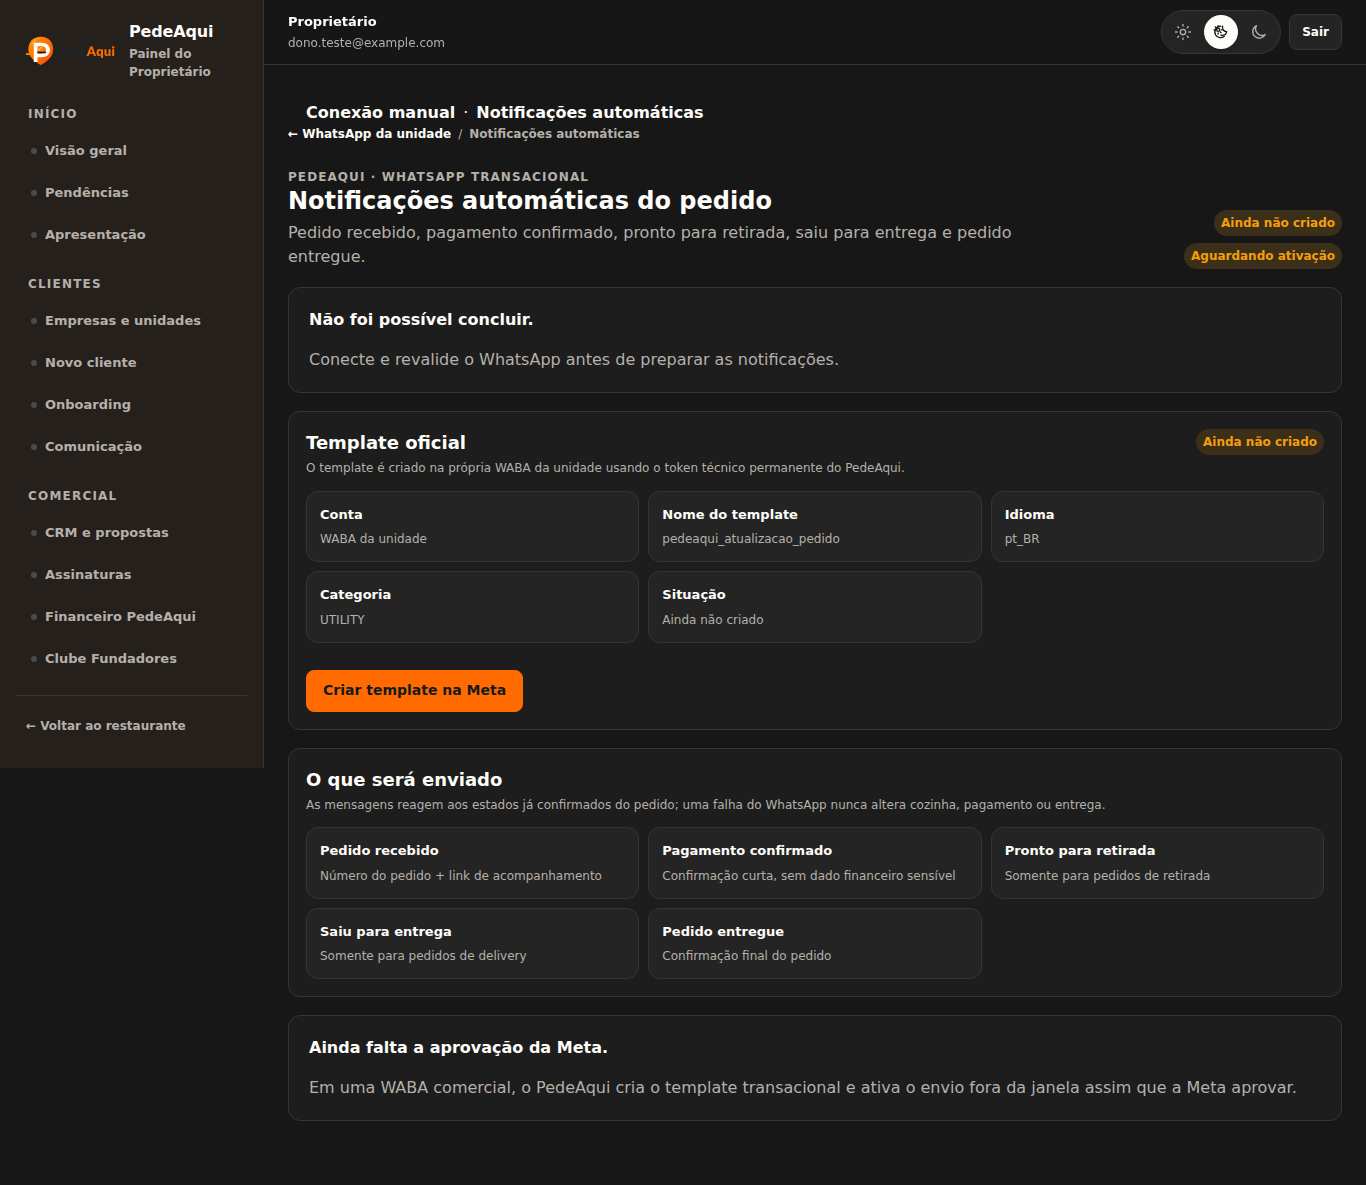 P Aqui
PedeAqui
Painel do
Proprietário
INÍCIO
Visão geral
Pendências
Apresentação
CLIENTES
Empresas e unidades
Novo cliente
Onboarding
Comunicação
COMERCIAL
CRM e propostas
Assinaturas
Financeiro PedeAqui
Clube Fundadores
← Voltar ao restaurante
Proprietário
dono.teste@example.com
Sair
Conexão manual · Notificações automáticas
← WhatsApp da unidade / Notificações automáticas
PEDEAQUI · WHATSAPP TRANSACIONAL
Notificações automáticas do pedido
Pedido recebido, pagamento confirmado, pronto para retirada, saiu para entrega e pedido
entregue.
Ainda não criado
Aguardando ativação
Não foi possível concluir.
Conecte e revalide o WhatsApp antes de preparar as notificações.
Template oficial
Ainda não criado
O template é criado na própria WABA da unidade usando o token técnico permanente do PedeAqui.
Conta
WABA da unidade
Nome do template
pedeaqui_atualizacao_pedido
Idioma
pt_BR
Categoria
UTILITY
Situação
Ainda não criado
Criar template na Meta
O que será enviado
As mensagens reagem aos estados já confirmados do pedido; uma falha do WhatsApp nunca altera cozinha, pagamento ou entrega.
Pedido recebido
Número do pedido + link de acompanhamento
Pagamento confirmado
Confirmação curta, sem dado financeiro sensível
Pronto para retirada
Somente para pedidos de retirada
Saiu para entrega
Somente para pedidos de delivery
Pedido entregue
Confirmação final do pedido
Ainda falta a aprovação da Meta.
Em uma WABA comercial, o PedeAqui cria o template transacional e ativa o envio fora da janela assim que a Meta aprovar.